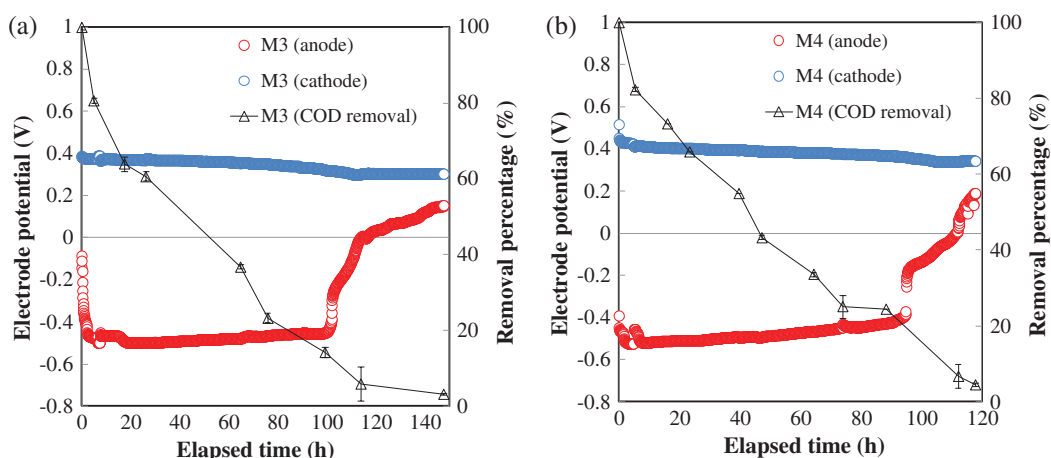 (a)
M3 (anode)
M3 (cathode)
M3 (COD removal)
Electrode potential (V)
1
0.8
0.6
0.4
0.2
0
-0.2
-0.4
-0.6
-0.8
Removal percentage (%)
100
80
60
40
20
0
0 20 40 60 80 100 120 140
Elapsed time (h)
(b)
M4 (anode)
M4 (cathode)
M4 (COD removal)
Electrode potential (V)
1
0.8
0.6
0.4
0.2
0
-0.2
-0.4
-0.6
-0.8
Removal percentage (%)
100
80
60
40
20
0
0 20 40 60 80 100 120
Elapsed time (h)